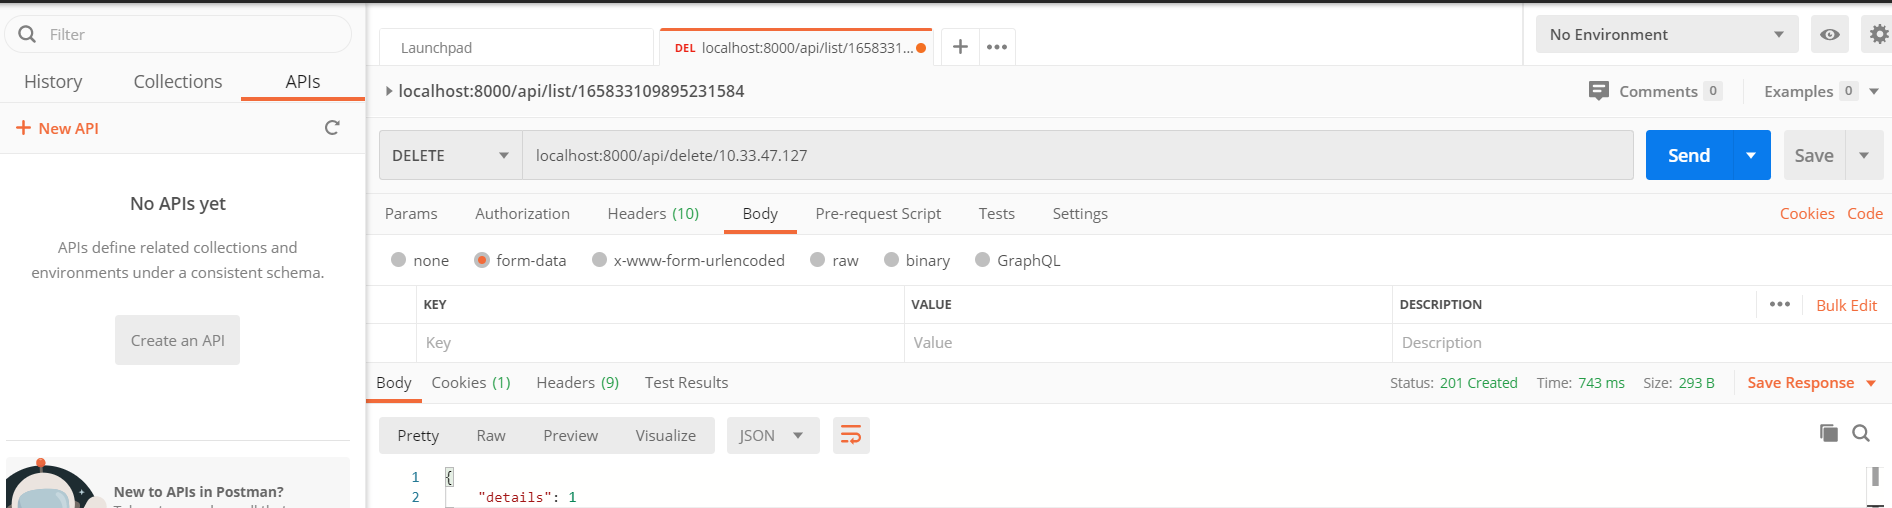 Filter
History Collections APIs
+ New API
No APIs yet
APIs define related collections and
environments under a consistent schema.
Create an API
New to APIs in Postman?
Launchpad
DEL localhost:8000/api/list/1658331...
No Environment
localhost:8000/api/list/165833109895231584
Comments 0 Examples 0
DELETE localhost:8000/api/delete/10.33.47.127 Send Save
Params Authorization Headers (10) Body Pre-request Script Tests Settings Cookies Code
none form-data x-www-form-urlencoded raw binary GraphQL
KEY VALUE DESCRIPTION ••• Bulk Edit
Key Value Description
Body Cookies (1) Headers (9) Test Results Status: 201 Created Time: 743 ms Size: 293 B Save Response
Pretty Raw Preview Visualize JSON
1 {
2 "details": 1